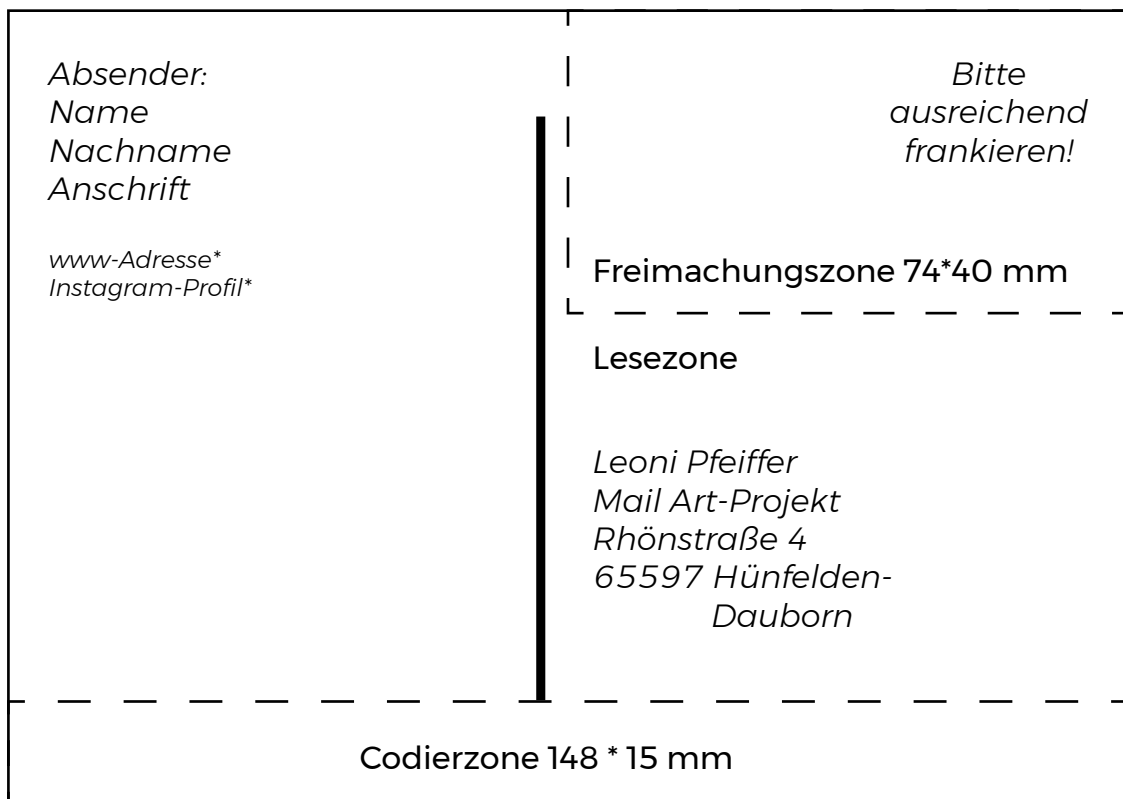 Absender:
Name
Nachname
Anschrift
www-Adresse*
Instagram-Profil*
Bitte
ausreichend
frankieren!
Freimachungszone 74*40 mm
Lesezone
Leoni Pfeiffer
Mail Art-Projekt
Rhönstraße 4
65597 Hünfelden-
Dauborn
Codierzone 148 * 15 mm